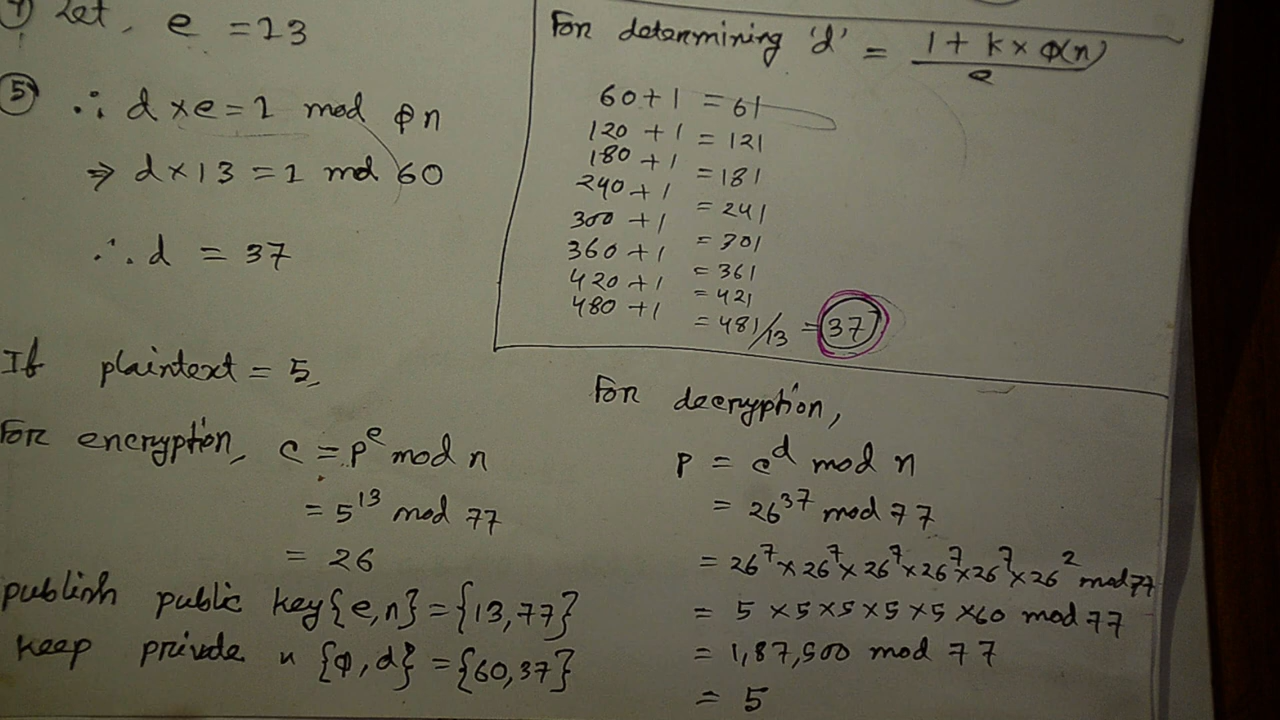 ④ Let, e = 13
⑤ ∴ d × e = 1 mod φn
⇒ d × 13 = 1 md 60
∴ d = 37
For determining 'd' = (1 + k × φ(n)) / e
60 + 1 = 61
120 + 1 = 121
180 + 1 = 181
240 + 1 = 241
300 + 1 = 301
360 + 1 = 361
420 + 1 = 421
480 + 1 = 481/13 = 37
If plaintext = 5,
For encryption, c = p^e mod n
= 5^13 mod 77
= 26
publish public key {e, n} = {13, 77}
keep private " {φ, d} = {60, 37}
For decryption,
P = c^d mod n
= 26^37 mod 77
= 26^7 × 26^7 × 26^7 × 26^7 × 26^7 × 26^2 mod 77
= 5 × 5 × 5 × 5 × 5 × 60 mod 77
= 1,87,500 mod 77
= 5